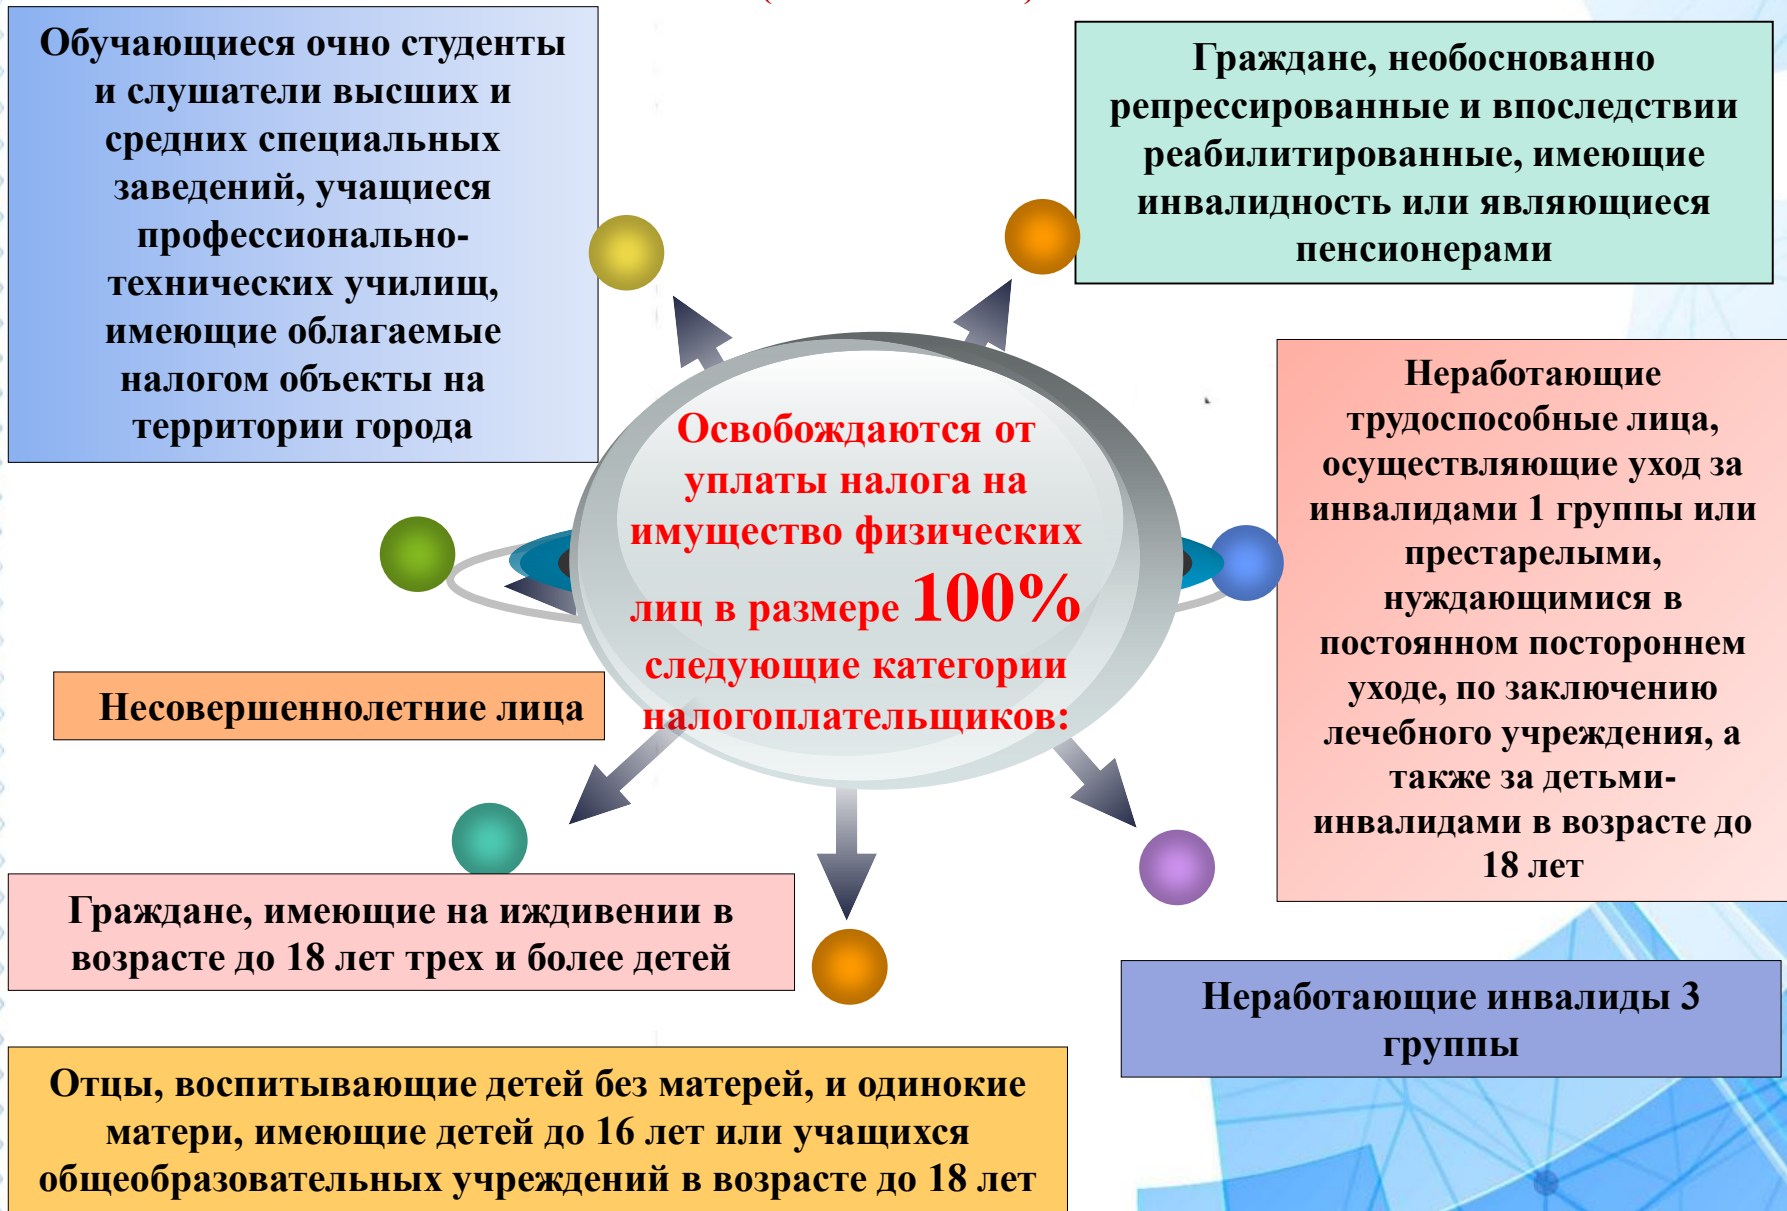 Обучающиеся очно студенты
и слушатели высших и
средних специальных
заведений, учащиеся
профессионально-
технических училищ,
имеющие облагаемые
налогом объекты на
территории города
Граждане, необоснованно
репрессированные и впоследствии
реабилитированные, имеющие
инвалидность или являющиеся
пенсионерами
Освобождаются от
уплаты налога на
имущество физических
лиц в размере 100%
следующие категории
налогоплательщиков:
Неработающие
трудоспособные лица,
осуществляющие уход за
инвалидами 1 группы или
престарелыми,
нуждающимися в
постоянном постороннем
уходе, по заключению
лечебного учреждения, а
также за детьми-
инвалидами в возрасте до
18 лет
Несовершеннолетние лица
Граждане, имеющие на иждивении в
возрасте до 18 лет трех и более детей
Неработающие инвалиды 3
группы
Отцы, воспитывающие детей без матерей, и одинокие
матери, имеющие детей до 16 лет или учащихся
общеобразовательных учреждений в возрасте до 18 лет